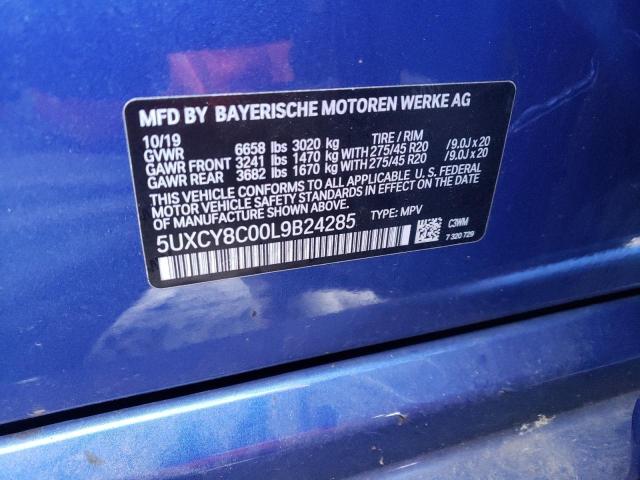 MFD BY BAYERISCHE MOTOREN WERKE AG
10/19 TIRE / RIM
GVWR 6658 lbs 3020 kg
GAWR FRONT 3241 lbs 1470 kg WITH 275/45 R20 /9.0J x 20
GAWR REAR 3682 lbs 1670 kg WITH 275/45 R20 /9.0J x 20
THIS VEHICLE CONFORMS TO ALL APPLICABLE U. S. FEDERAL
MOTOR VEHICLE SAFETY STANDARDS IN EFFECT ON THE DATE
OF MANUFACTURE SHOWN ABOVE.
5UXCY8C00L9B24285 TYPE: MPV
C3WM
7 320 729